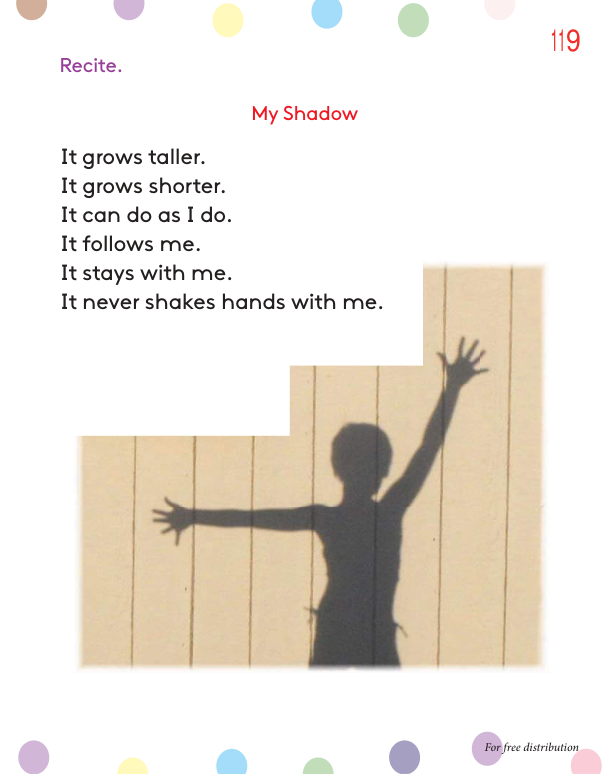 119
Recite.
My Shadow
It grows taller.
It grows shorter.
It can do as I do.
It follows me.
It stays with me.
It never shakes hands with me.
For free distribution